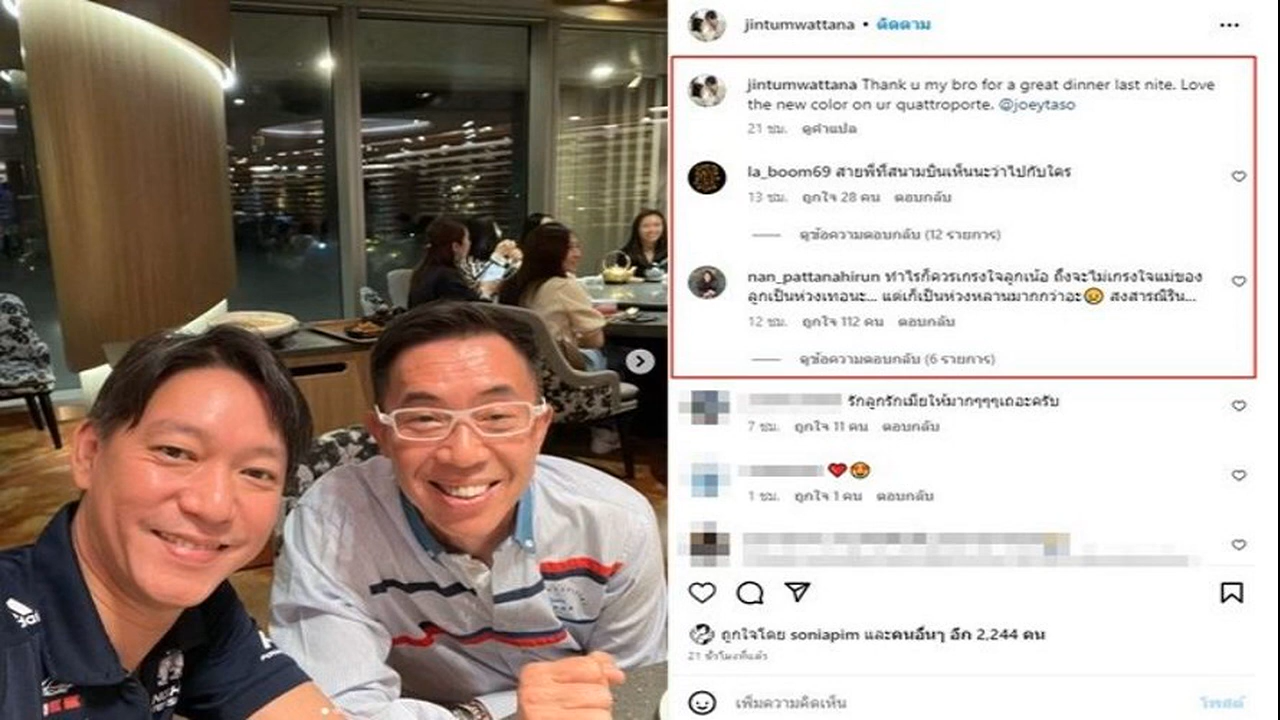 jintumwattana • ติดตาม
jintumwattana Thank u my bro for a great dinner last nite. Love
the new color on ur quattroporte. @joeytaso
21 ชม. ดูคำแปล
la_boom69 สายพี่ที่สนามบินเห็นนะว่าไปกับใคร
13 ชม. ถูกใจ 28 คน ตอบกลับ
ดูข้อความตอบกลับ (12 รายการ)
nan_pattanahirun ทำไรก็ควรเกรงใจลูกเน้อ ถึงจะไม่เกรงใจแม่ของ
ลูกเป็นห่วงเทอนะ... แต่เก็เป็นห่วงหลานมากกว่าอะ😣 สงสารณีริน...
12 ชม. ถูกใจ 112 คน ตอบกลับ
ดูข้อความตอบกลับ (6 รายการ)
รักลูกรักเมียให้มากๆๆๆเถอะครับ
7 ชม. ถูกใจ 11 คน ตอบกลับ
❤️😍
1 ชม. ถูกใจ 1 คน ตอบกลับ
ถูกใจโดย soniapim และคนอื่นๆ อีก 2,244 คน
21 ชั่วโมงที่แล้ว
เพิ่มความคิดเห็น
โพสต์